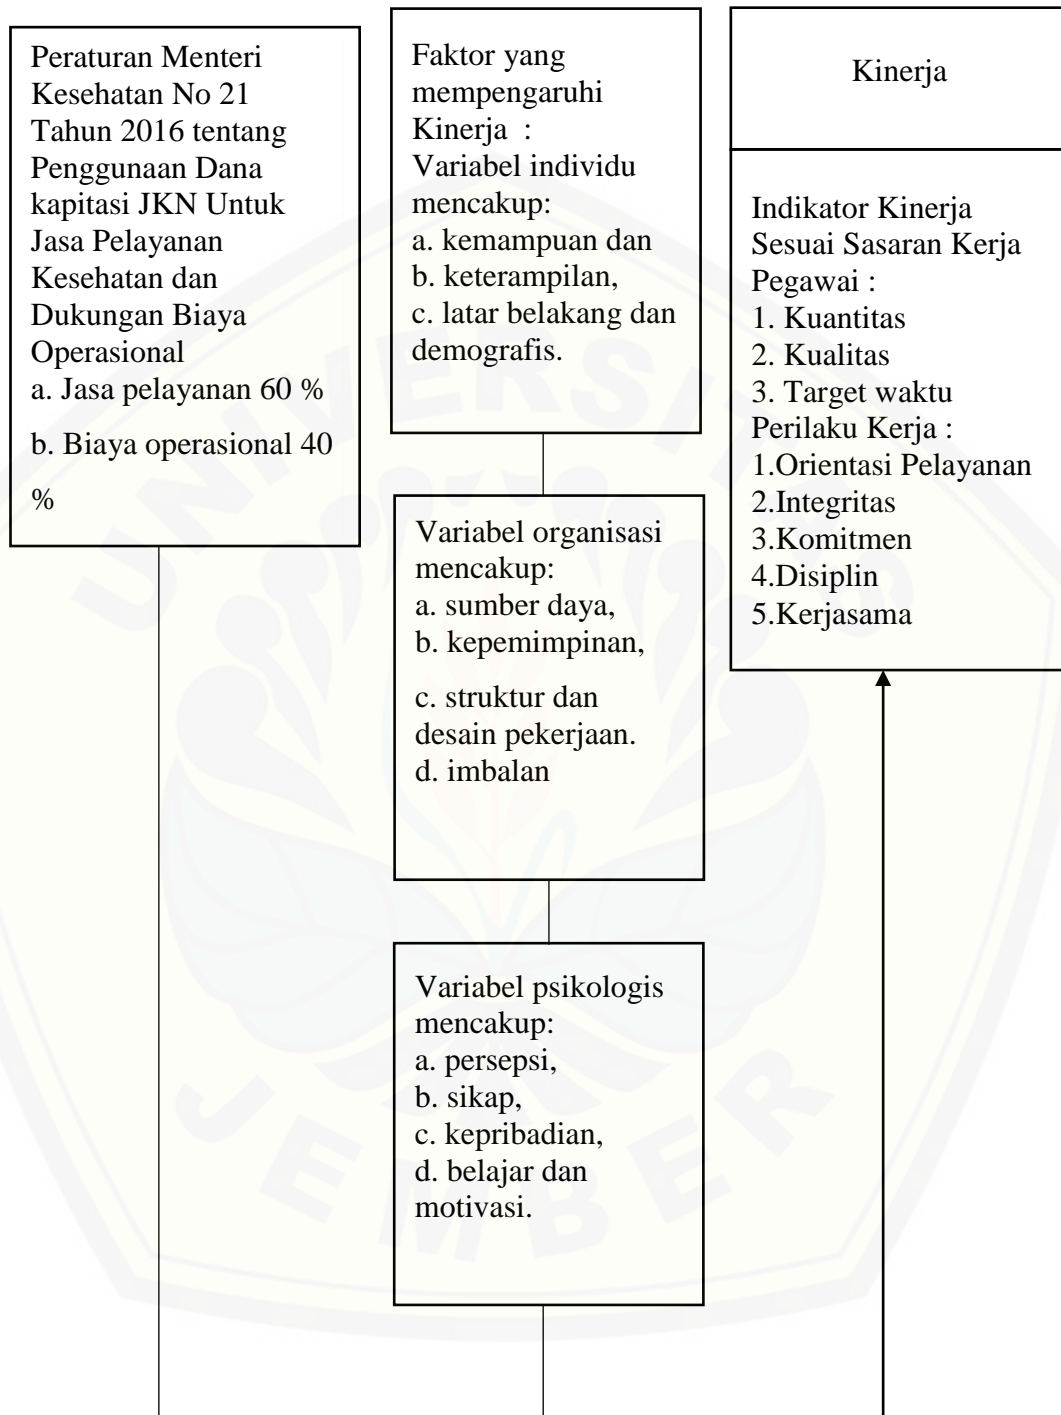 Peraturan Menteri
Kesehatan No 21
Tahun 2016 tentang
Penggunaan Dana
kapitasi JKN Untuk
Jasa Pelayanan
Kesehatan dan
Dukungan Biaya
Operasional
a. Jasa pelayanan 60 %
b. Biaya operasional 40
%
Faktor yang
mempengaruhi
Kinerja :
Variabel individu
mencakup:
a. kemampuan dan
b. keterampilan,
c. latar belakang dan
demografis.
Variabel organisasi
mencakup:
a. sumber daya,
b. kepemimpinan,
c. struktur dan
desain pekerjaan.
d. imbalan
Variabel psikologis
mencakup:
a. persepsi,
b. sikap,
c. kepribadian,
d. belajar dan
motivasi.
Kinerja
Indikator Kinerja
Sesuai Sasaran Kerja
Pegawai :
1. Kuantitas
2. Kualitas
3. Target waktu
Perilaku Kerja :
1.Orientasi Pelayanan
2.Integritas
3.Komitmen
4.Disiplin
5.Kerjasama
UNIVERSITAS
JEMBER